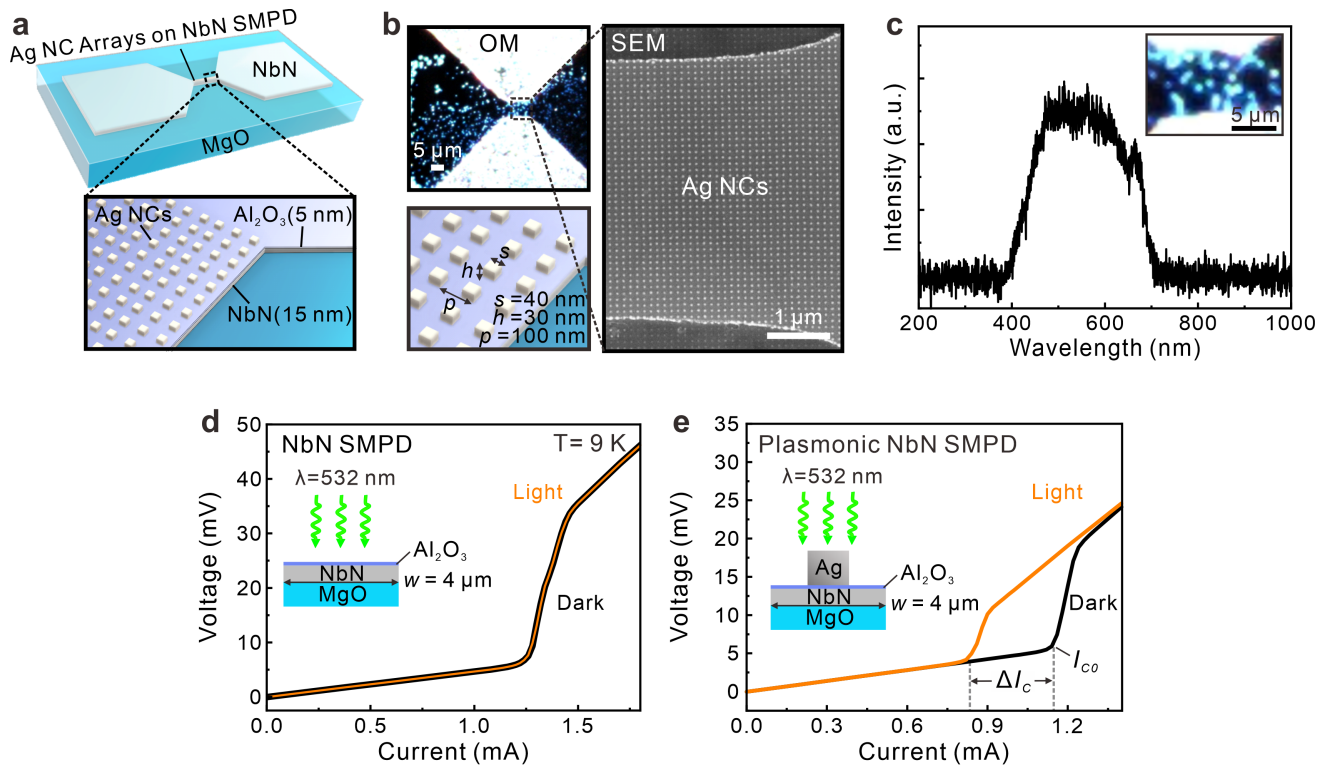 a
Ag NC Arrays on NbN SMPD
NbN
MgO
Ag NCs
Al₂O₃(5 nm)
NbN(15 nm)
b
OM
5 µm
SEM
Ag NCs
1 µm
s
h
p
s=40 nm
h=30 nm
p=100 nm
c
Intensity (a.u.)
5 µm
200 400 600 800 1000
Wavelength (nm)
d
NbN SMPD
T= 9 K
λ=532 nm
Light
Al₂O₃
NbN
w = 4 µm
MgO
Dark
Voltage (mV)
50
40
30
20
10
0
0.0 0.5 1.0 1.5
Current (mA)
e
Plasmonic NbN SMPD
λ=532 nm
Light
Ag
Al₂O₃
NbN
w = 4 µm
MgO
Dark
I_C0
ΔI_c
Voltage (mV)
35
30
25
20
15
10
5
0
0.0 0.3 0.6 0.9 1.2
Current (mA)